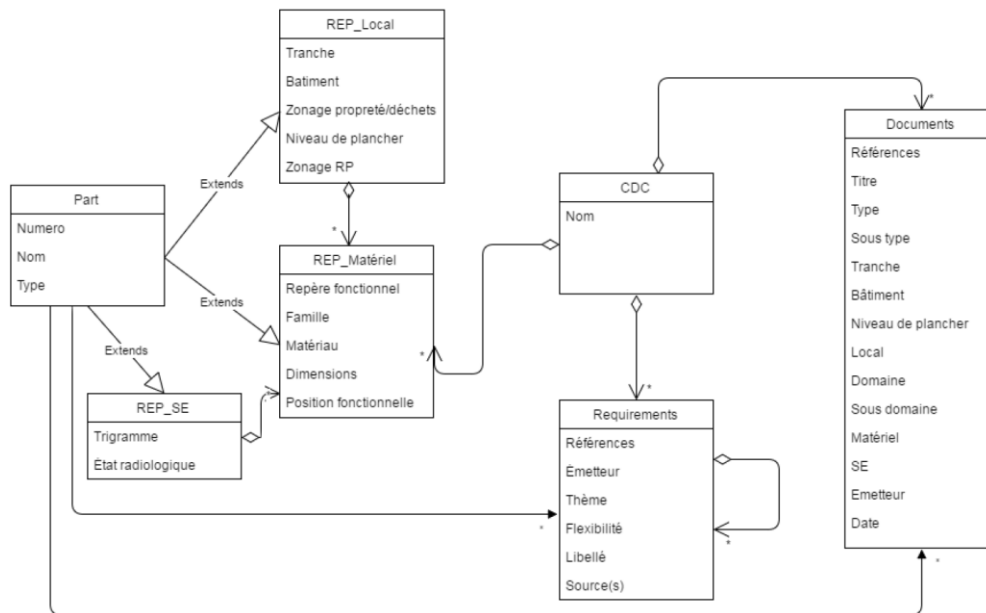 REP_Local
Tranche
Batiment
Zonage propreté/déchets
Niveau de plancher
Zonage RP
Extends
Part
Numero
Nom
Type
Extends
Extends
*
REP_Matériel
Repère fonctionnel
Famille
Matériau
Dimensions
Position fonctionnelle
*
*
REP_SE
Trigramme
État radiologique
CDC
Nom
*
Requirements
Références
Émetteur
Thème
Flexibilité
Libellé
Source(s)
*
*
*
Documents
Références
Titre
Type
Sous type
Tranche
Bâtiment
Niveau de plancher
Local
Domaine
Sous domaine
Matériel
SE
Emetteur
Date
*